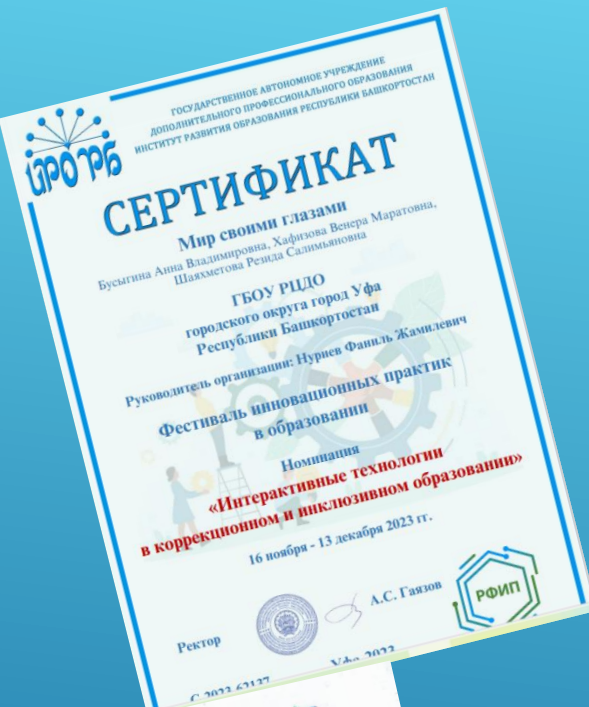 ИРО РБ
ГОСУДАРСТВЕННОЕ АВТОНОМНОЕ УЧРЕЖДЕНИЕ
ДОПОЛНИТЕЛЬНОГО ПРОФЕССИОНАЛЬНОГО ОБРАЗОВАНИЯ
ИНСТИТУТ РАЗВИТИЯ ОБРАЗОВАНИЯ РЕСПУБЛИКИ БАШКОРТОСТАН
СЕРТИФИКАТ
Мир своими глазами
Бусыгина Анна Владимировна, Хафизова Венера Маратовна,
Шаяхметова Резида Салимьяновна
ГБОУ РЦДО
городского округа город Уфа
Республики Башкортостан
Руководитель организации: Нуриев Фаниль Жамилевич
Фестиваль инновационных практик
в образовании
Номинация
«Интерактивные технологии
в коррекционном и инклюзивном образовании»
16 ноября - 13 декабря 2023 гг.
Ректор
А.С. Гаязов
РФИП
Уфа-2023
С-2023-62137